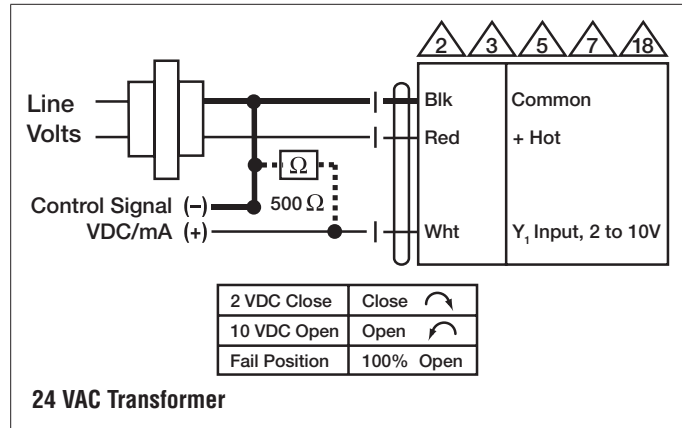 2 3 5 7 18
Line
Volts
Blk Common
Red + Hot
Ω
Control Signal (–) 500 Ω
VDC/mA (+)
Wht Y₁ Input, 2 to 10V
2 VDC Close Close
10 VDC Open Open
Fail Position 100% Open
24 VAC Transformer